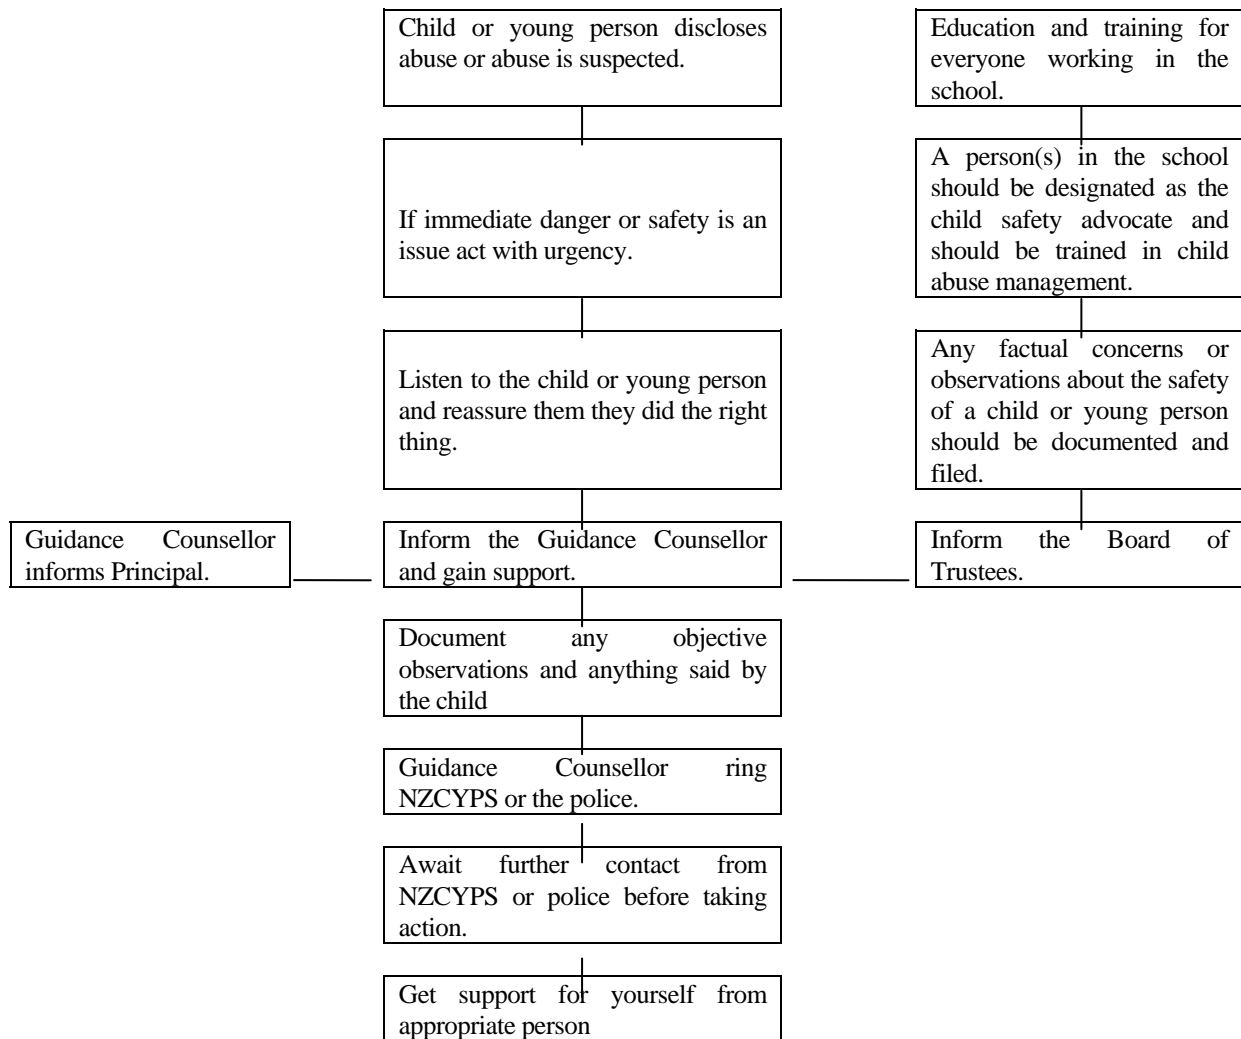 Child or young person discloses
abuse or abuse is suspected.
Education and training for
everyone working in the
school.
If immediate danger or safety is an
issue act with urgency.
A person(s) in the school
should be designated as the
child safety advocate and
should be trained in child
abuse management.
Listen to the child or young person
and reassure them they did the right
thing.
Any factual concerns or
observations about the safety
of a child or young person
should be documented and
filed.
Guidance Counsellor
informs Principal.
Inform the Guidance Counsellor
and gain support.
Inform the Board of
Trustees.
Document any objective
observations and anything said by
the child
Guidance Counsellor ring
NZCYPS or the police.
Await further contact from
NZCYPS or police before taking
action.
Get support for yourself from
appropriate person